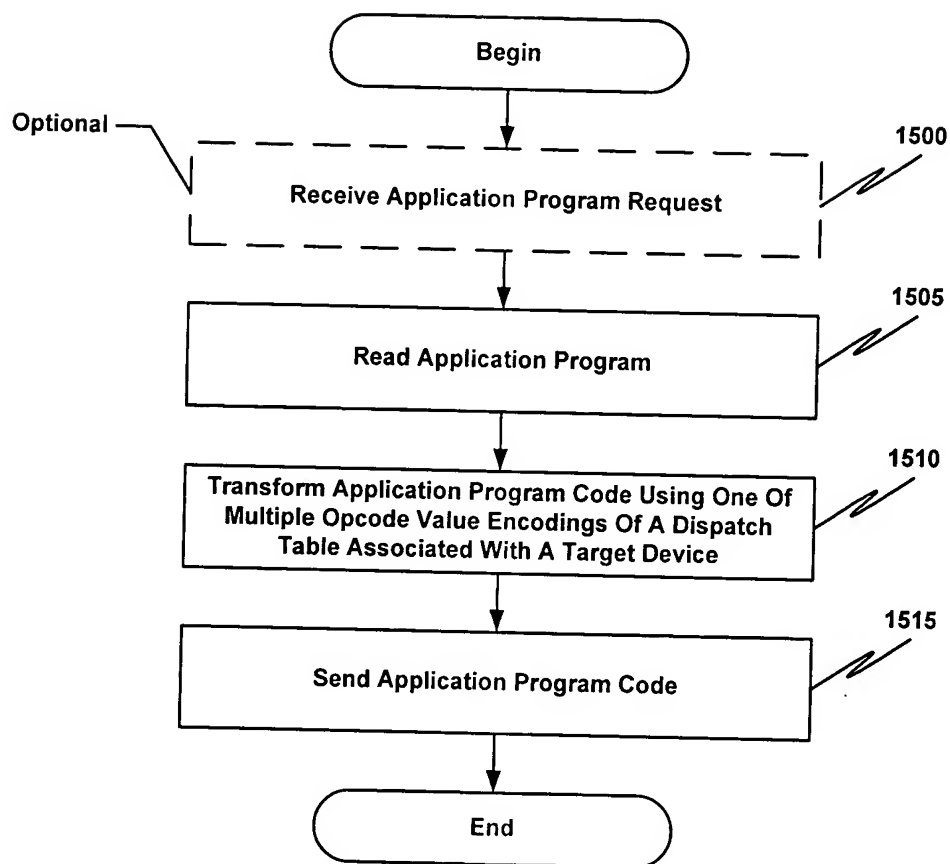 Begin
Optional
1500
Receive Application Program Request
1505
Read Application Program
1510
Transform Application Program Code Using One Of
Multiple Opcode Value Encodings Of A Dispatch
Table Associated With A Target Device
1515
Send Application Program Code
End